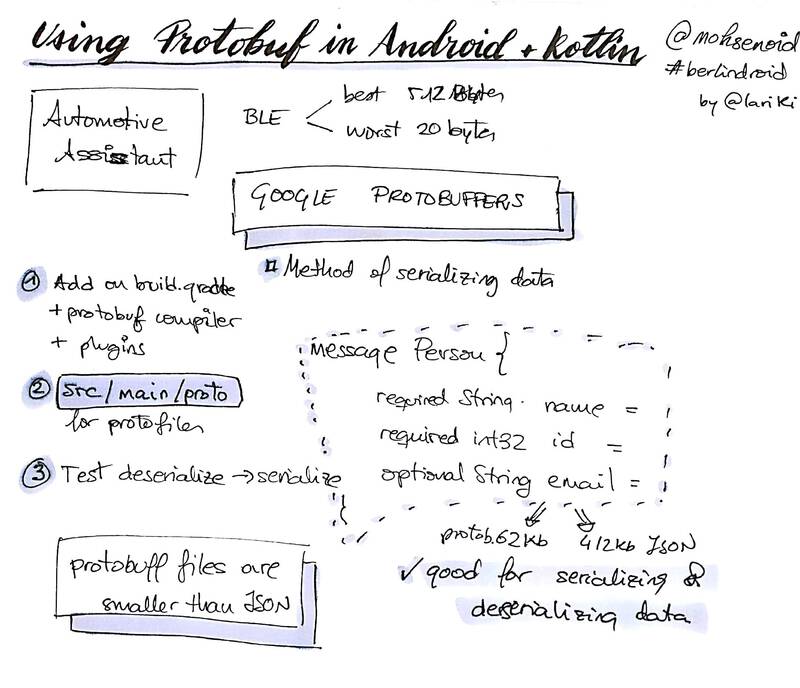 Using Protobuf in Android + Kotlin
@mohsenoid
#berlindroid
by @lariki
Automotive
Assistant
BLE
best 512 Bytes
worst 20 bytes
GOOGLE PROTOBUFFERS
Method of serializing data
1 Add on build.gradle
+ protobuf compiler
+ plugins
2 src/main/proto
for protofiles
3 Test deserialize → serialize
message Person {
required String name =
required int32 id =
optional String email =
}
protob. 62kb
412kb JSON
✓ good for serializing &
deserializing data
protobuff files are
smaller than JSON